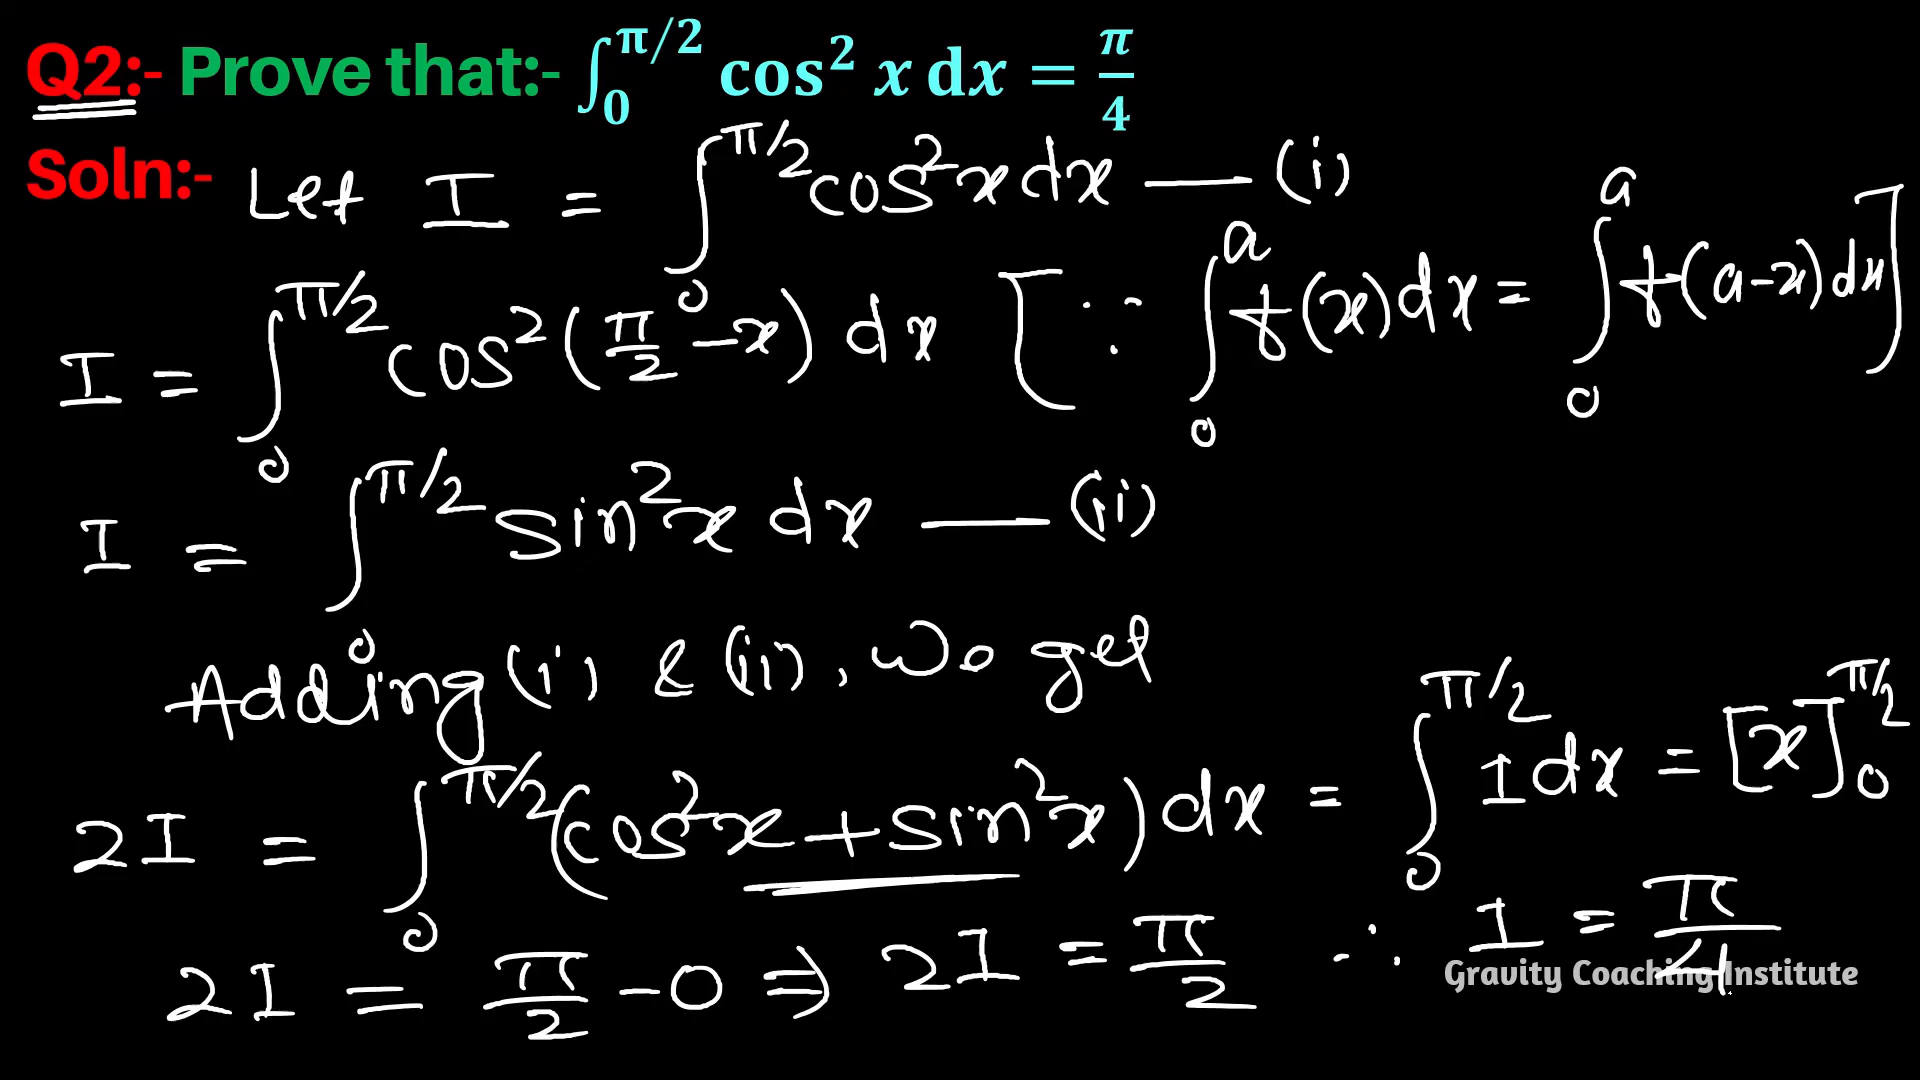 Q2:- Prove that:- ∫₀^{π/2} cos² x dx = π/4
Soln:- Let I = ∫₀^{π/2} cos²x dx — (i)
I = ∫₀^{π/2} cos²(π/2 - x) dx [∵ ∫₀^a f(x)dx = ∫₀^a f(a-x)dx]
I = ∫₀^{π/2} sin²x dx — (ii)
Adding (i) & (ii), we get
2I = ∫₀^{π/2} (cos²x + sin²x) dx = ∫₀^{π/2} 1 dx = [x]₀^{π/2}
2I = π/2 - 0 ⇒ 2I = π/2 ∴ I = π/4
Gravity Coaching Institute